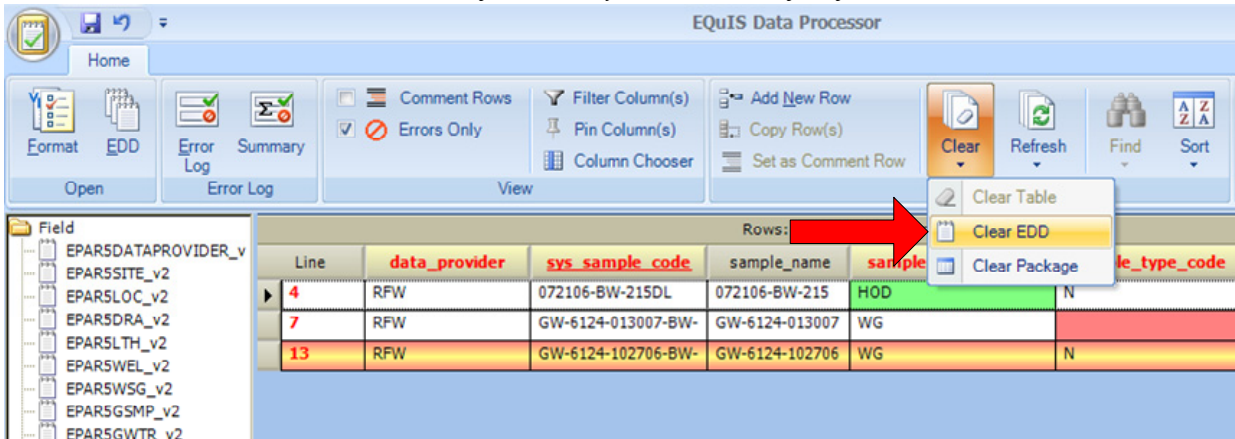 EQuIS Data Processor
Home
Comment Rows
Filter Column(s)
Add New Row
Errors Only
Pin Column(s)
Copy Row(s)
Format
EDD
Error Log
Summary
Column Chooser
Set as Comment Row
Clear
Refresh
Find
Sort
Open
Error Log
View
Clear Table
Clear EDD
Clear Package
Field
EPAR5DATAPROVIDER_v
EPAR5SITE_v2
EPAR5LOC_v2
EPAR5DRA_v2
EPAR5LTH_v2
EPAR5WEL_v2
EPAR5WSG_v2
EPAR5GSMP_v2
EPAR5GWTR_v2
Rows:
Line data_provider sys_sample_code sample_name sample le_type_code
4 RFW 072106-BW-215DL 072106-BW-215 HOD N
7 RFW GW-6124-013007-BW- GW-6124-013007 WG
13 RFW GW-6124-102706-BW- GW-6124-102706 WG N